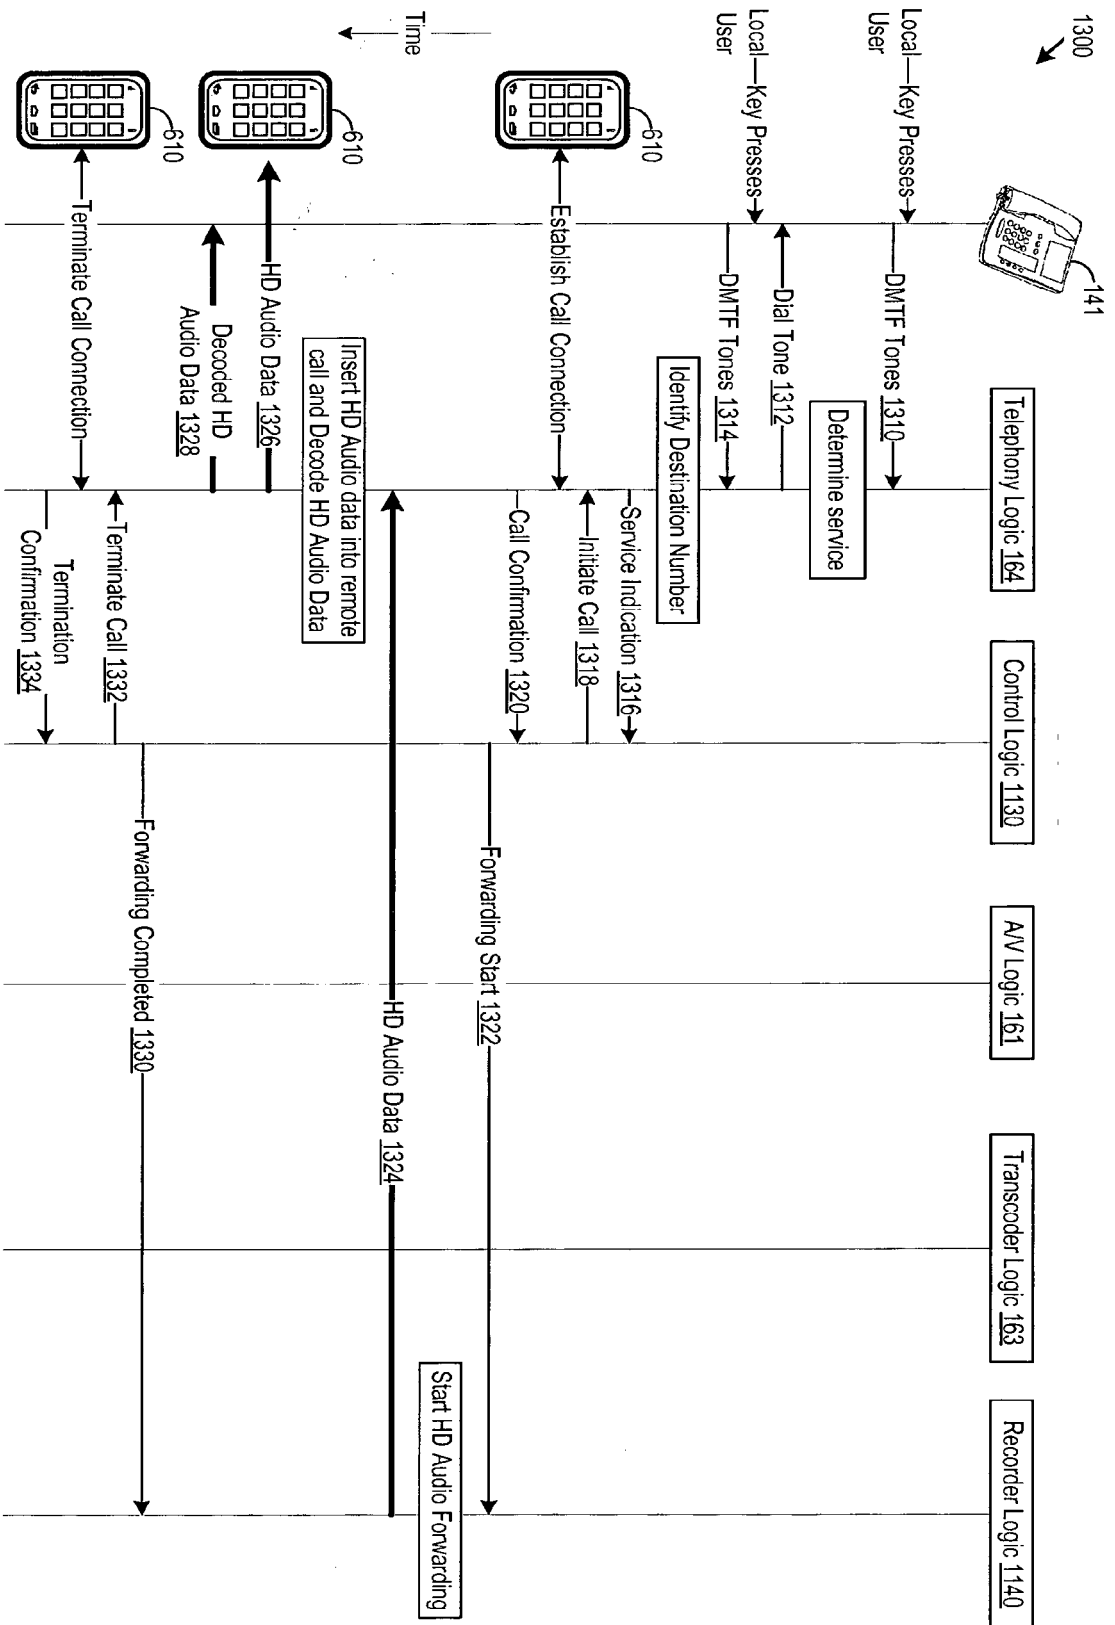 1300
141
Telephony Logic 164
Control Logic 1130
A/V Logic 161
Transcoder Logic 163
Recorder Logic 1140
Local
User
Key Presses
DMTF Tones 1310
Determine service
Dial Tone 1312
Local
User
Key Presses
DMTF Tones 1314
Identify Destination Number
Service Indication 1316
Initiate Call 1318
610
Establish Call Connection
Call Confirmation 1320
Forwarding Start 1322
Time
Start HD Audio Forwarding
HD Audio Data 1324
Insert HD Audio data into remote
call and Decode HD Audio Data
610
HD Audio Data 1326
Decoded HD
Audio Data 1328
Forwarding Completed 1330
Terminate Call 1332
610
Terminate Call Connection
Termination
Confirmation 1334